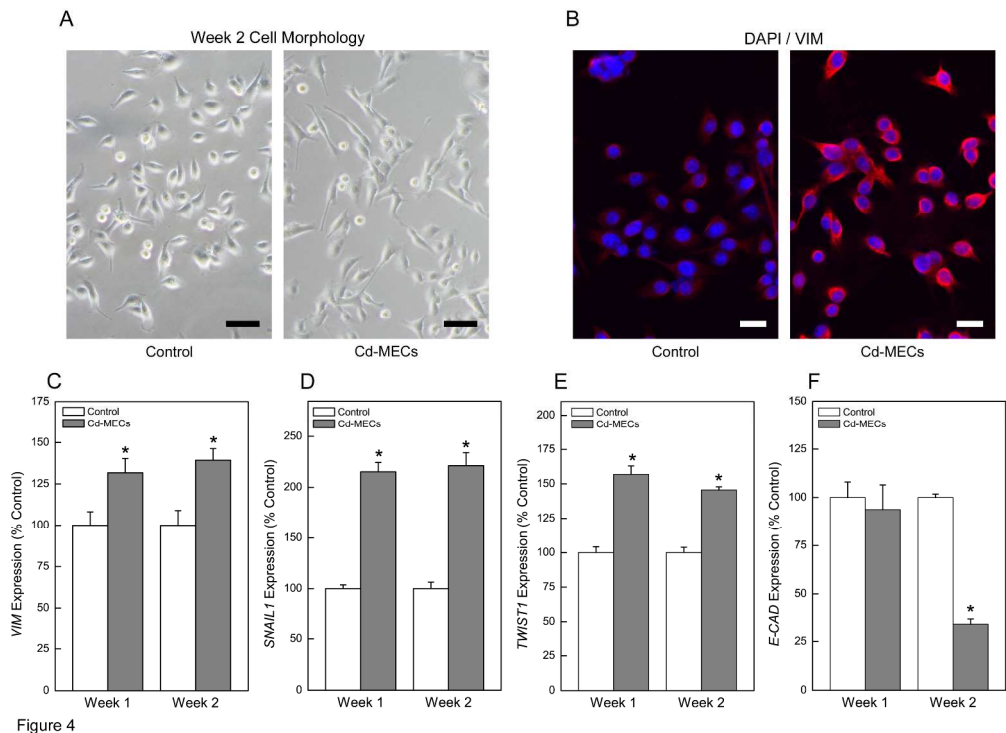 A
Week 2 Cell Morphology
Control
Cd-MECs
B
DAPI / VIM
Control
Cd-MECs
C
175
150
125
100
75
50
25
0
VIM Expression (% Control)
Control
Cd-MECs
*
*
Week 1
Week 2
D
250
200
150
100
50
0
SNAIL1 Expression (% Control)
Control
Cd-MECs
*
*
Week 1
Week 2
E
200
175
150
125
100
75
50
25
0
TWIST1 Expression (% Control)
Control
Cd-MECs
*
*
Week 1
Week 2
F
150
125
100
75
50
25
0
E-CAD Expression (% Control)
Control
Cd-MECs
*
Week 1
Week 2
Figure 4